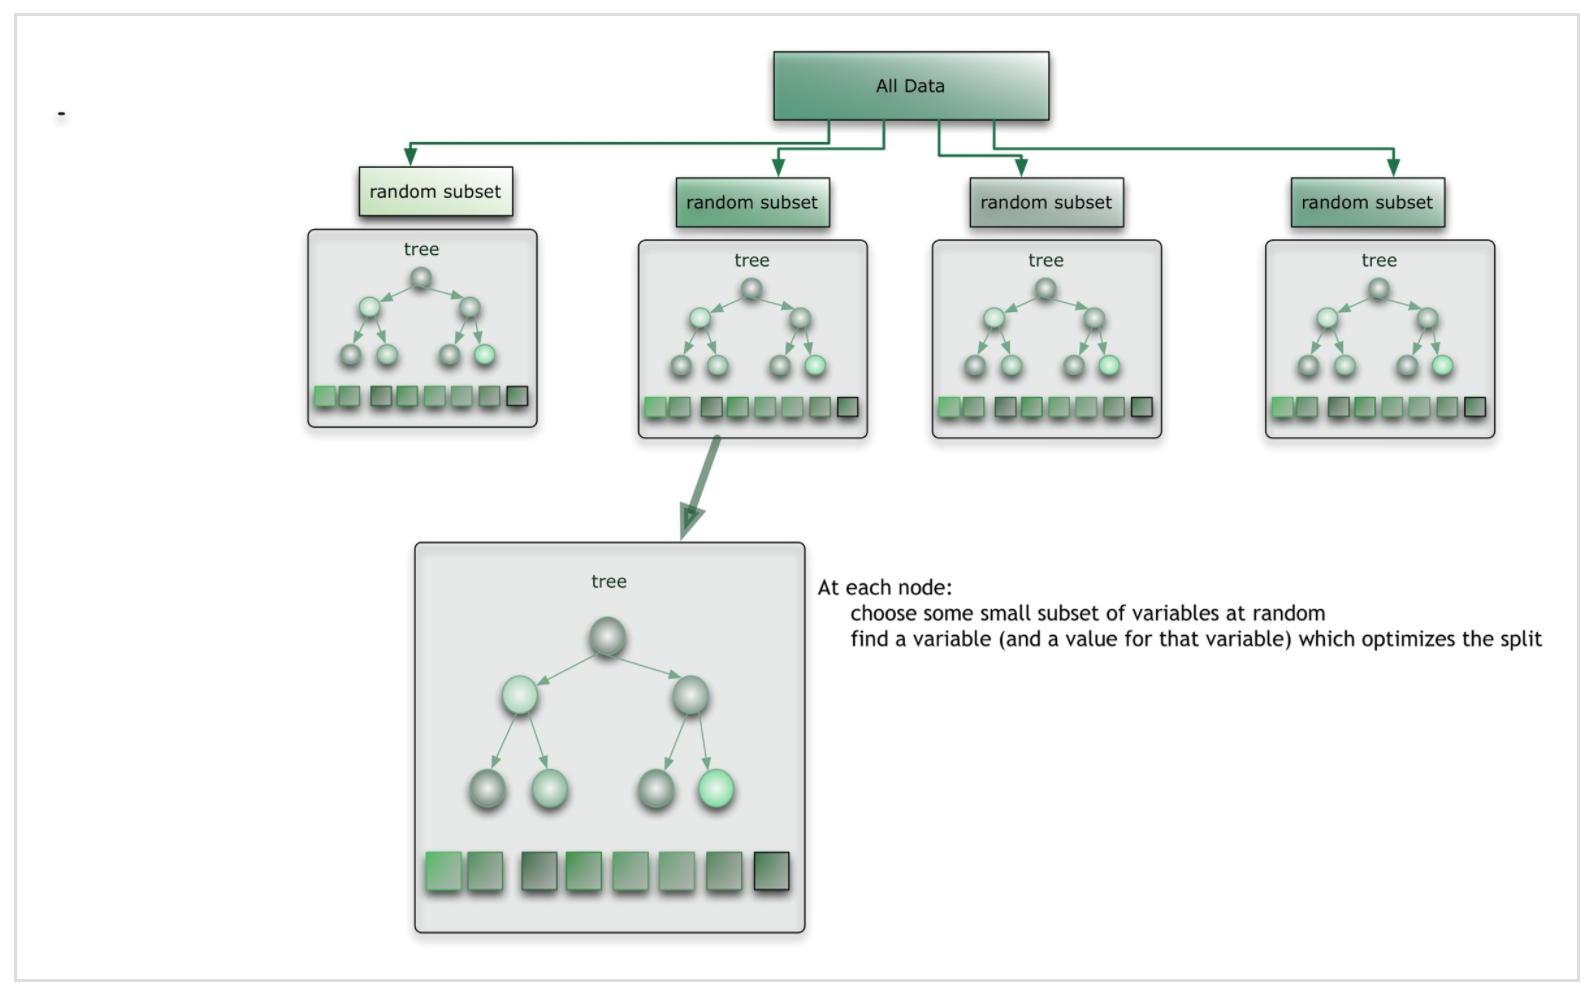 All Data
-
random subset
random subset
random subset
random subset
tree
tree
tree
tree
tree
At each node:
choose some small subset of variables at random
find a variable (and a value for that variable) which optimizes the split